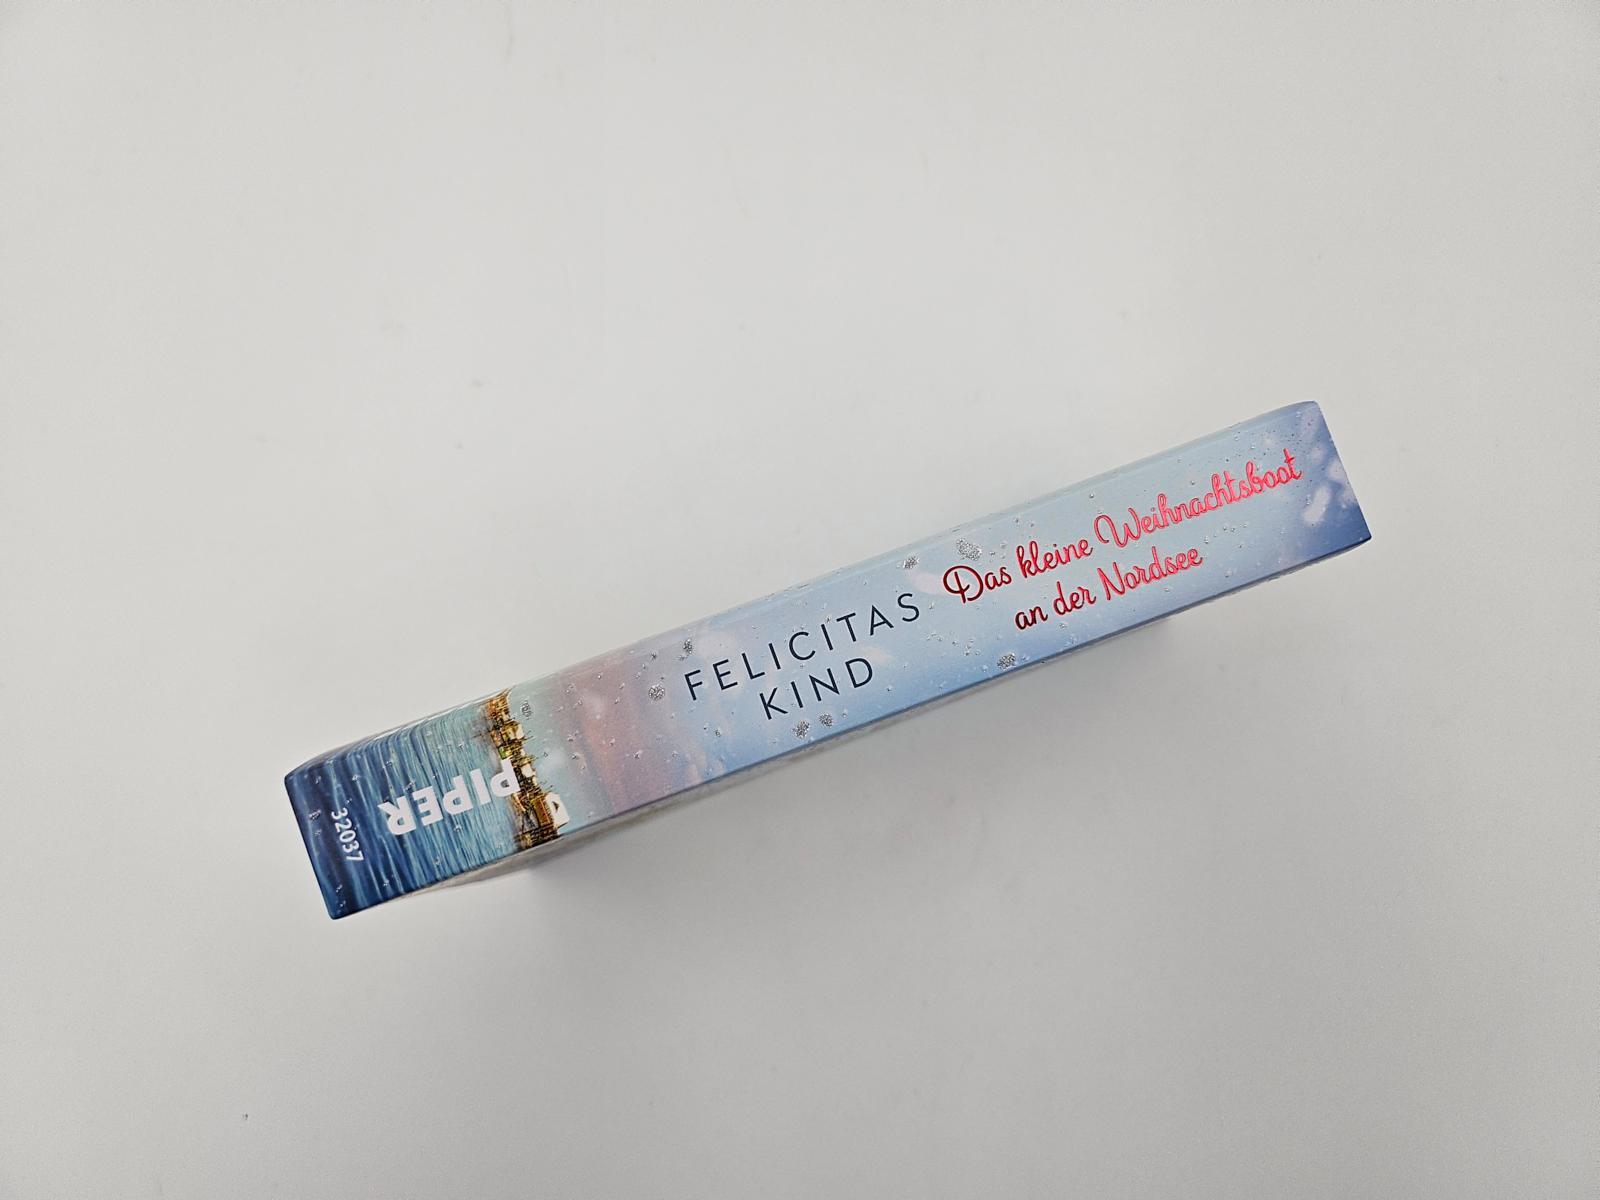 FELICITAS
KIND
Das kleine Weihnachtsboot
an der Nordsee
PIPER
32037